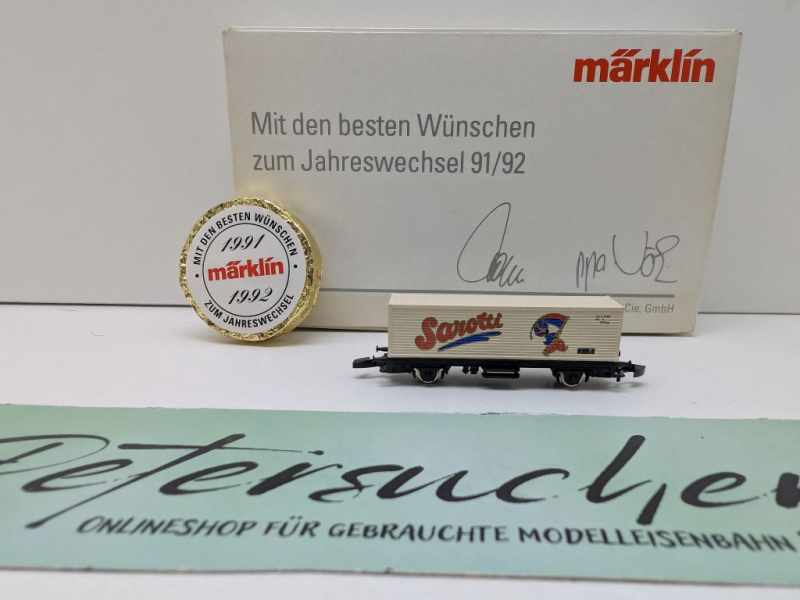 märklin
Mit den besten Wünschen
zum Jahreswechsel 91/92
Cie. GmbH
MIT DEN BESTEN WÜNSCHEN
1991
märklin
1992
ZUM JAHRESWECHSEL
Sarotti
Petersucher
ONLINESHOP FÜR GEBRAUCHTE MODELLEISENBAHN